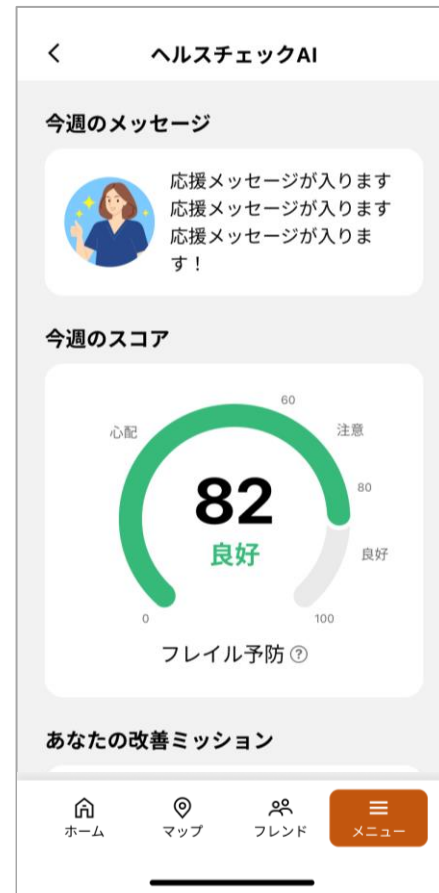 ヘルスチェックAI
今週のメッセージ
応援メッセージが入ります
応援メッセージが入ります
応援メッセージが入りま
す！
今週のスコア
60
心配
注意
82
80
良好
良好
0
100
フレイル予防?
あなたの改善ミッション
ホーム
マップ
フレンド
メニュー